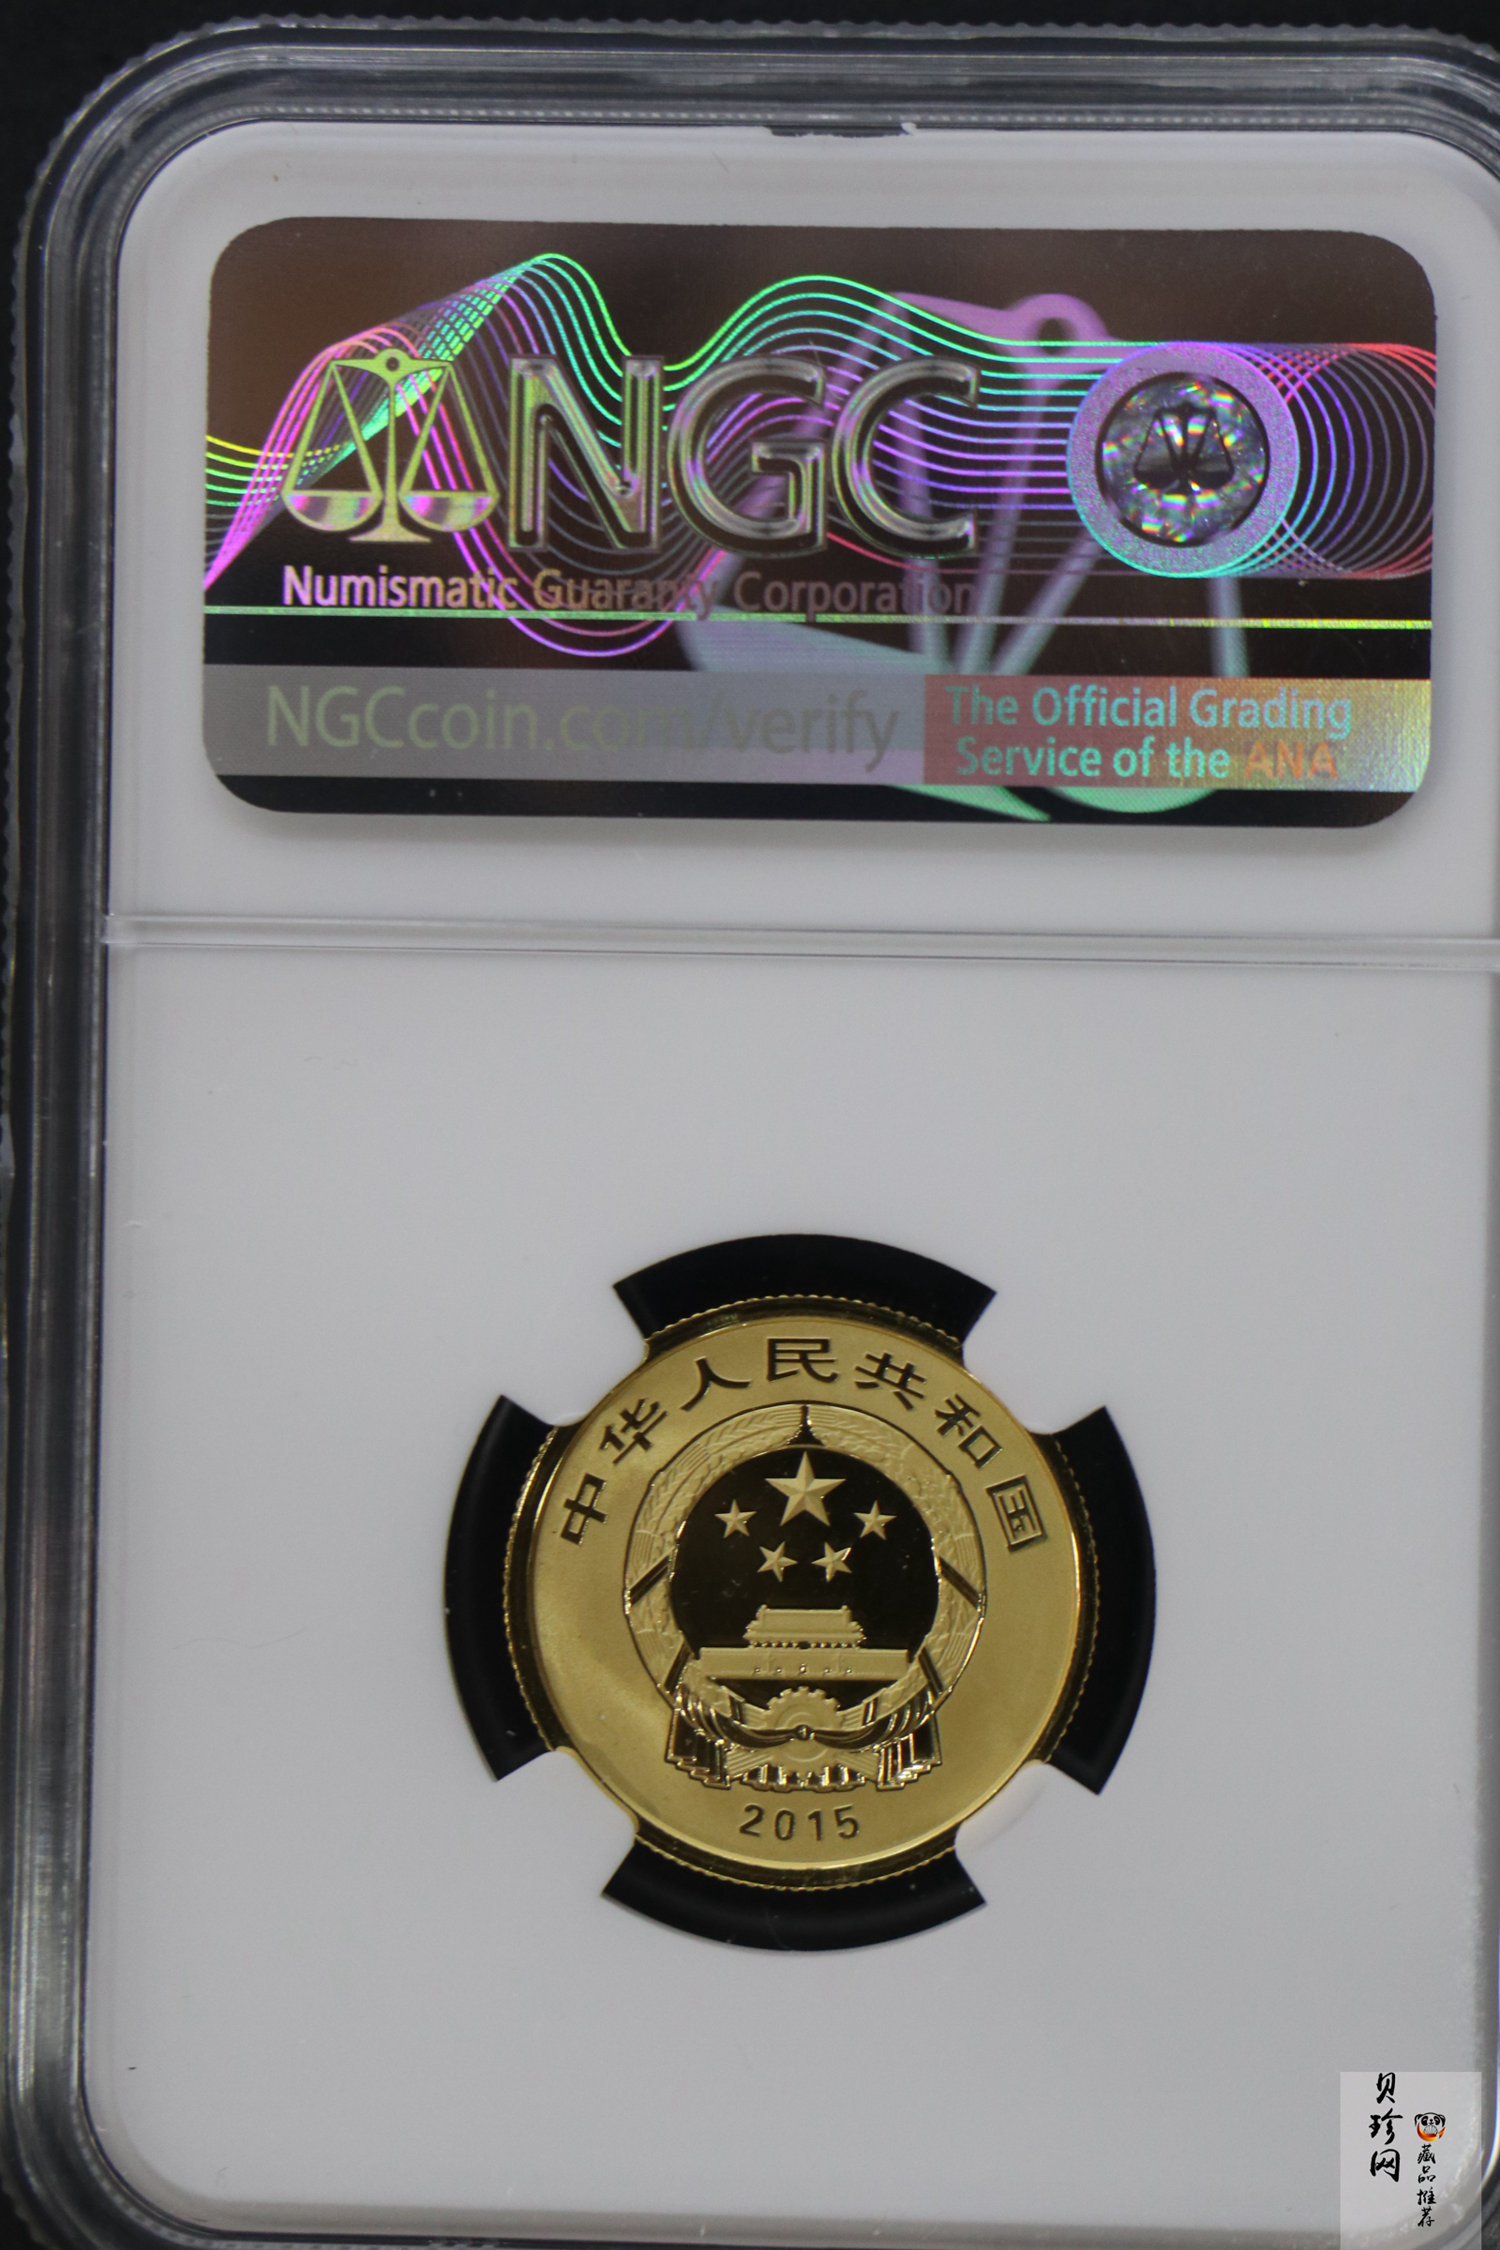 NGC
Numismatic Guaranty Corporation
NGCcoin.com/verify
The Official Grading
Service of the ANA
中华人民共和国
2015
贝珍网
藏品推荐